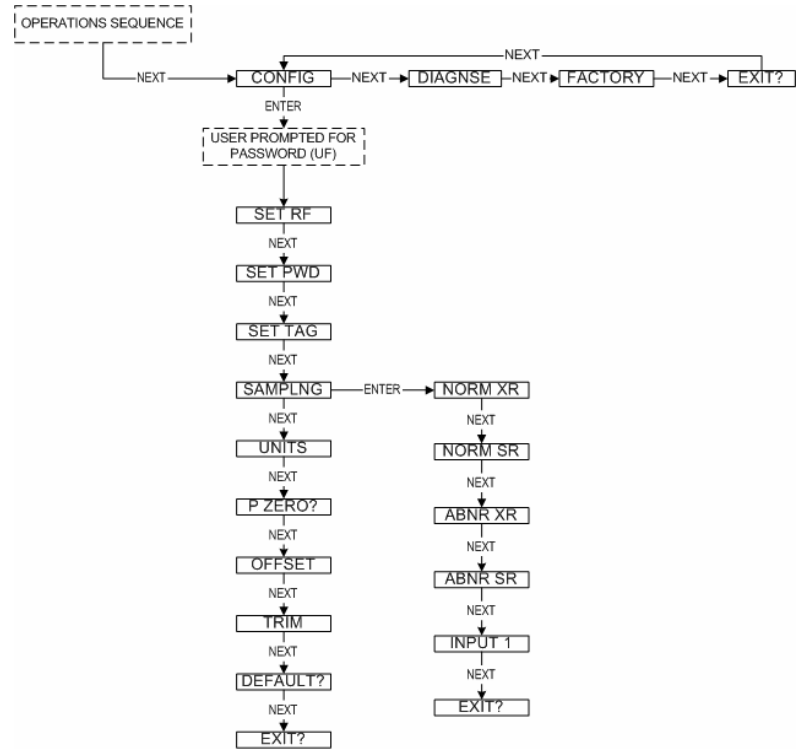 OPERATIONS SEQUENCE
NEXT
NEXT
CONFIG
NEXT
DIAGNSE
NEXT
FACTORY
NEXT
EXIT?
ENTER
USER PROMPTED FOR
PASSWORD (UF)
SET RF
NEXT
SET PWD
NEXT
SET TAG
NEXT
SAMPLNG
ENTER
NORM XR
NEXT
NEXT
UNITS
NORM SR
NEXT
NEXT
P ZERO?
ABNR XR
NEXT
NEXT
OFFSET
ABNR SR
NEXT
NEXT
TRIM
INPUT 1
NEXT
NEXT
DEFAULT?
EXIT?
NEXT
EXIT?